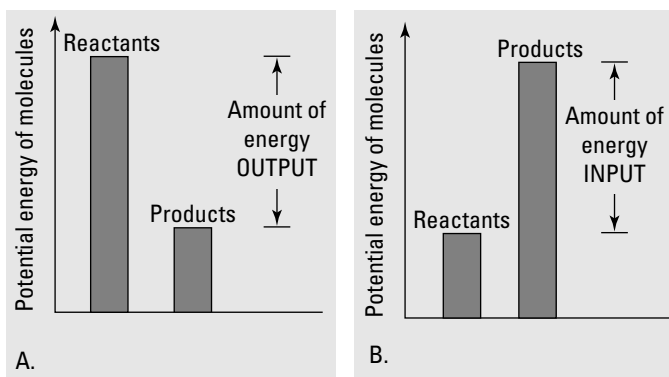 Potential energy of molecules
Reactants
Amount of
energy
OUTPUT
Products
A.
Potential energy of molecules
Products
Amount of
energy
INPUT
Reactants
B.